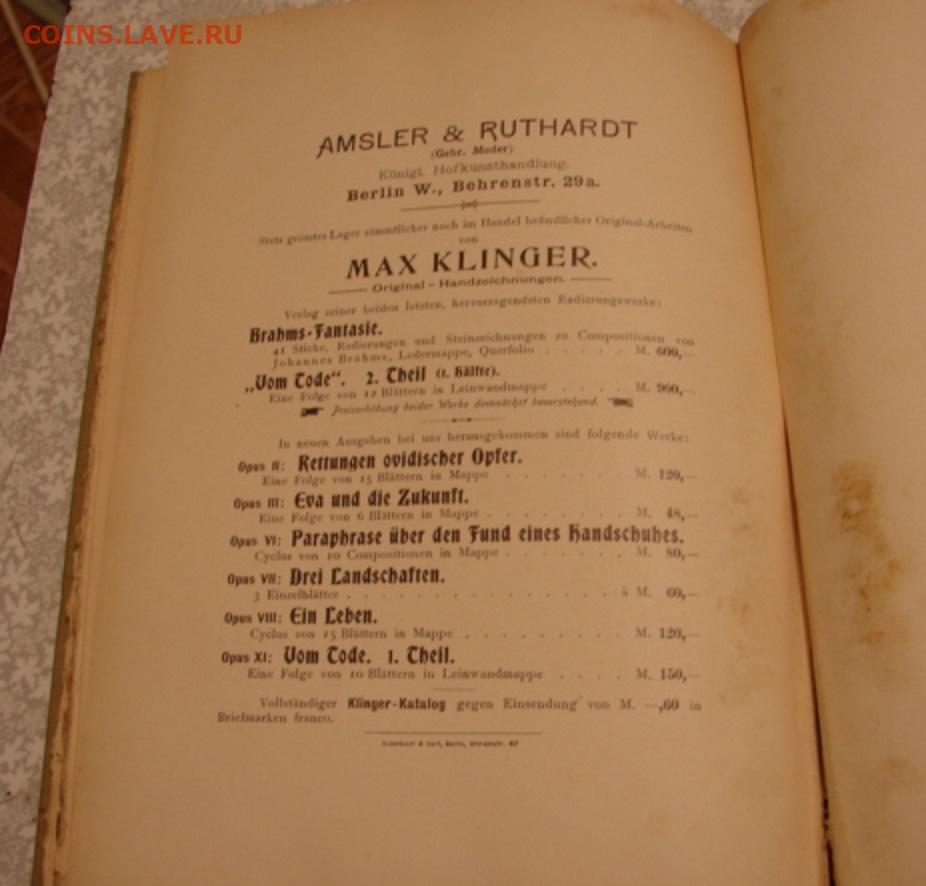 COINS.LAVE.RU
AMSLER & RUTHARDT
(Gebr. Meder)
Königl. Hofkunsthandlung.
Berlin W., Behrenstr. 29a.
Stets grösstes Lager sämmtlicher noch im Handel befindlicher Original-Arbeiten
von
MAX KLINGER.
Original-Handzeichnungen.
Verlag seiner beiden letzten, hervorragendsten Radierungswerke:
Brahms-Fantasie.
41 Stiche, Radierungen und Steinzeichnungen zu Compositionen von
Johannes Brahms, Ledermappe, Querfolio . . . . . M. 600,—
„Vom Tode“. 2. Theil (1. Hälfte).
Eine Folge von 12 Blättern in Leinwandmappe . . . . M. 900,—
Preiserhöhung beider Werke demnächst bevorstehend.
In neuen Ausgaben bei uns herausgekommen sind folgende Werke:
Opus II: Rettungen ovidischer Opfer.
Eine Folge von 15 Blättern in Mappe . . . . . . . M. 120,—
Opus III: Eva und die Zukunft.
Eine Folge von 6 Blättern in Mappe . . . . . . . . M. 48,—
Opus VI: Paraphrase über den Fund eines Handschuhes.
Cyclus von 10 Compositionen in Mappe . . . . . . . M. 80,—
Opus VII: Drei Landschaften.
3 Einzelblätter . . . . . . . . . . . . . . . à M. 60,—
Opus VIII: Ein Leben.
Cyclus von 15 Blättern in Mappe . . . . . . . . . M. 120,—
Opus XI: Vom Tode. 1. Theil.
Eine Folge von 10 Blättern in Leinwandmappe . . . . M. 150,—
Vollständiger Klinger-Katalog gegen Einsendung von M. —,60 in
Briefmarken franco.
Berlin,